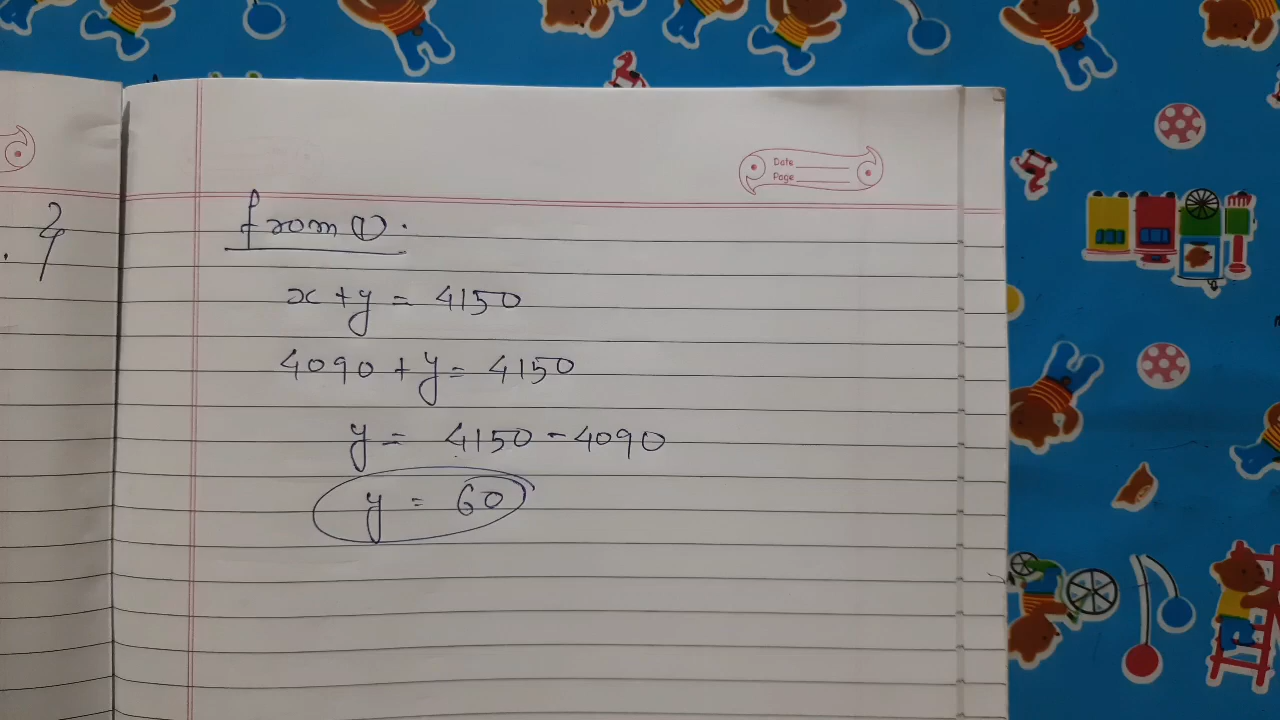 Date
Page
from ①.
x + y = 4150
4090 + y = 4150
y = 4150 - 4090
y = 60